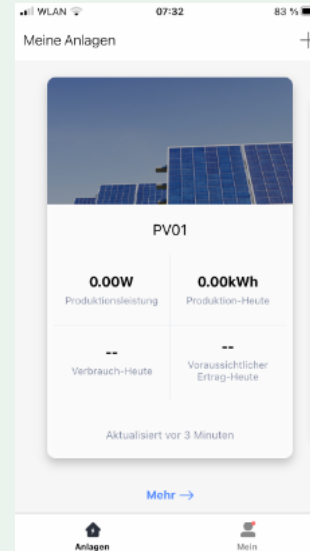 WLAN 07:32 83 %
Meine Anlagen
PV01
0.00W 0.00kWh
Produktionsleistung Produktion-Heute
-- --
Verbrauch-Heute Voraussichtlicher
Ertrag-Heute
Aktualisiert vor 3 Minuten
Mehr →
Anlagen Mein